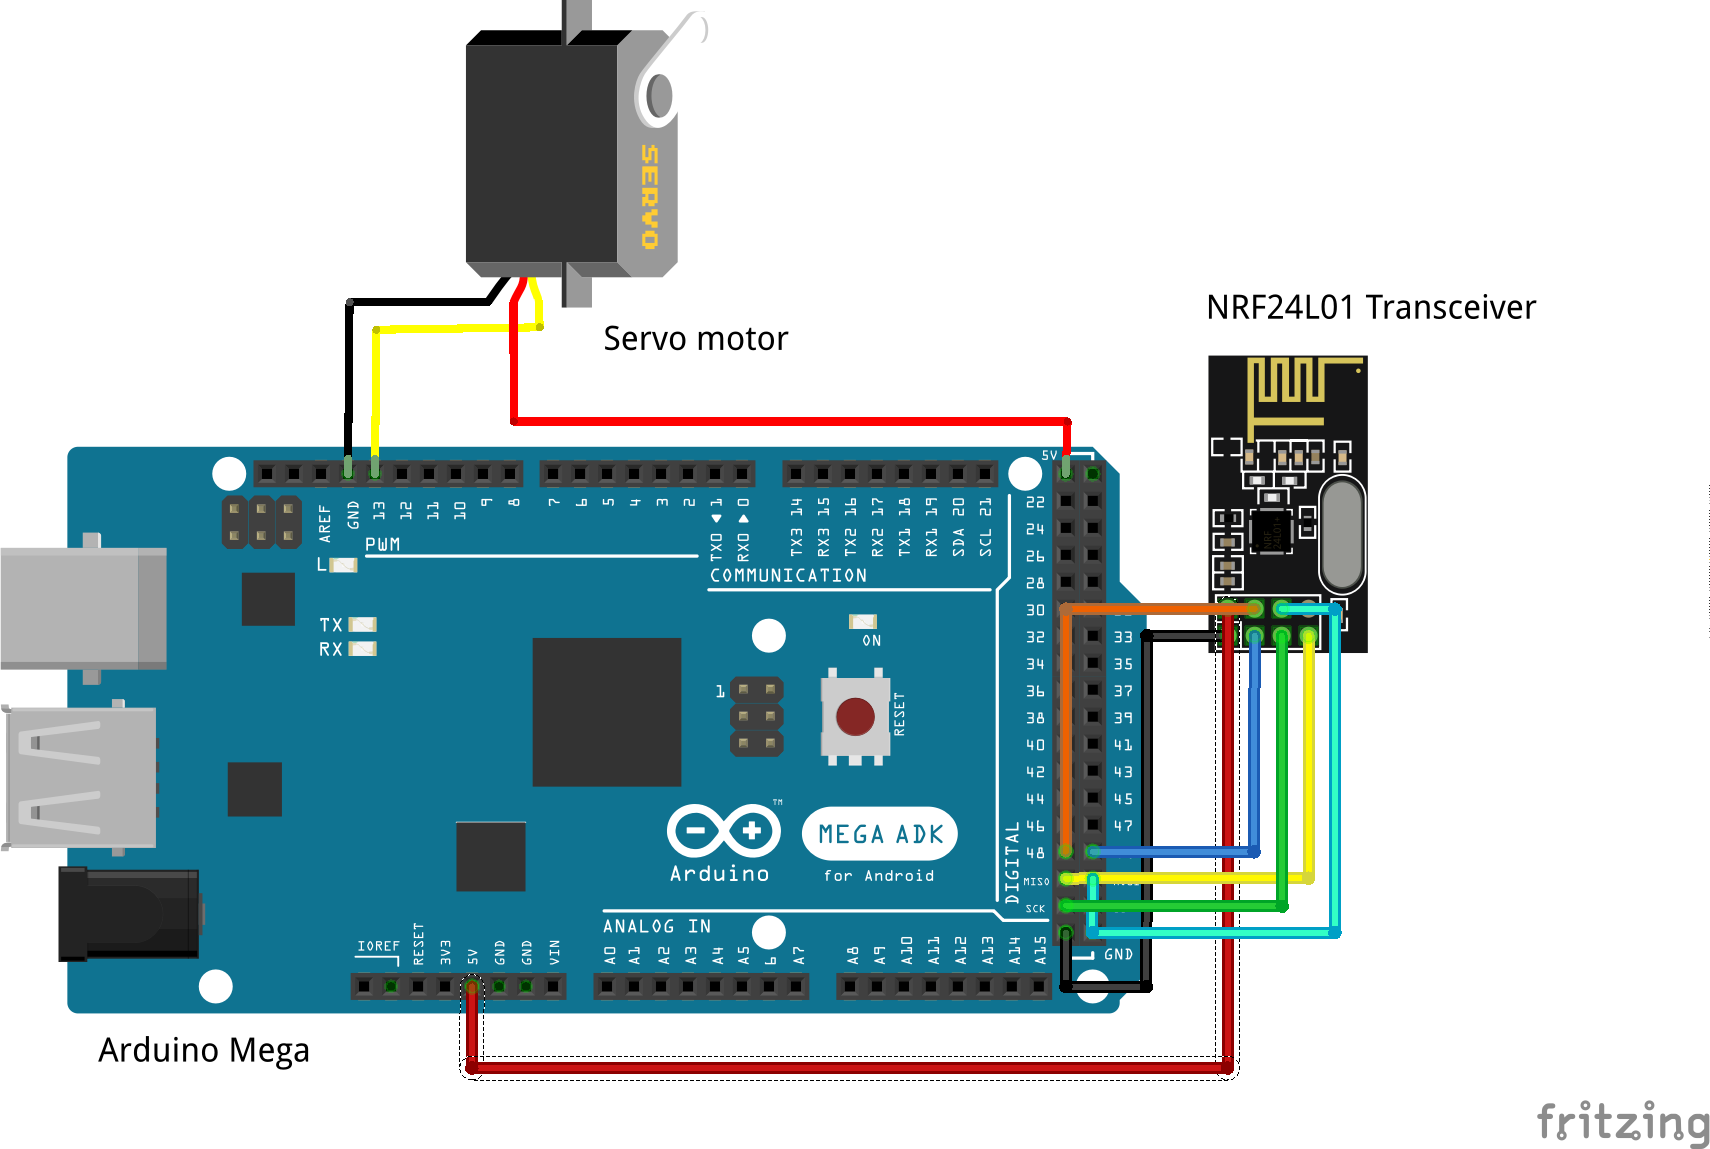 SERVO
Servo motor
NRF24L01 Transceiver
NRF
24L01+
5V
AREF
GND
13
12
11
10
9
8
7
6
5
4
3
2
TX0 ▶ 1
RX0 ◀ 0
TX3 14
RX3 15
TX2 16
RX2 17
TX1 18
RX1 19
SDA 20
SCL 21
PWM
COMMUNICATION
L
TX
RX
ON
1
RESET
22
24
26
28
30
32 33
34 35
36 37
38 39
40 41
42 43
44 45
46 47
48
MISO
SCK
GND
DIGITAL
TM
Arduino
MEGA ADK
for Android
ANALOG IN
IOREF
RESET
3V3
5V
GND
GND
VIN
A0
A1
A2
A3
A4
A5
6
A7
A8
A9
A10
A11
A12
A13
A14
A15
Arduino Mega
fritzing